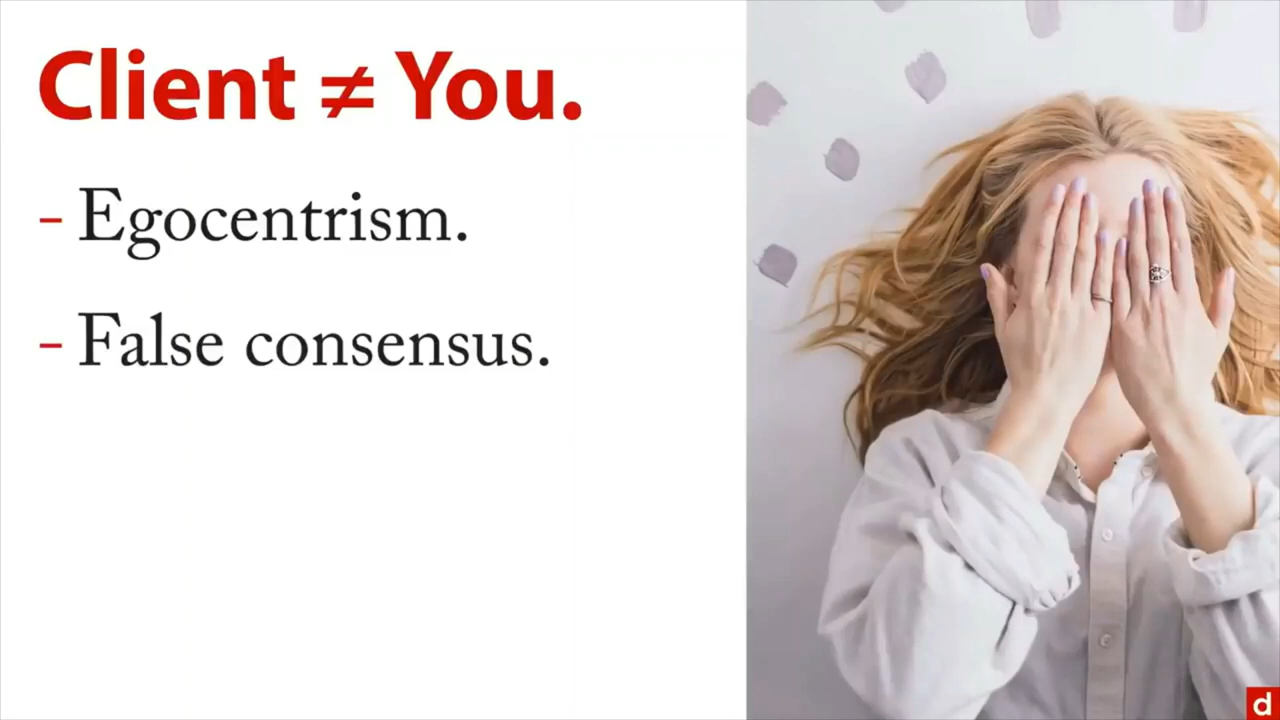 Client ≠ You.
- Egocentrism.
- False consensus.
d